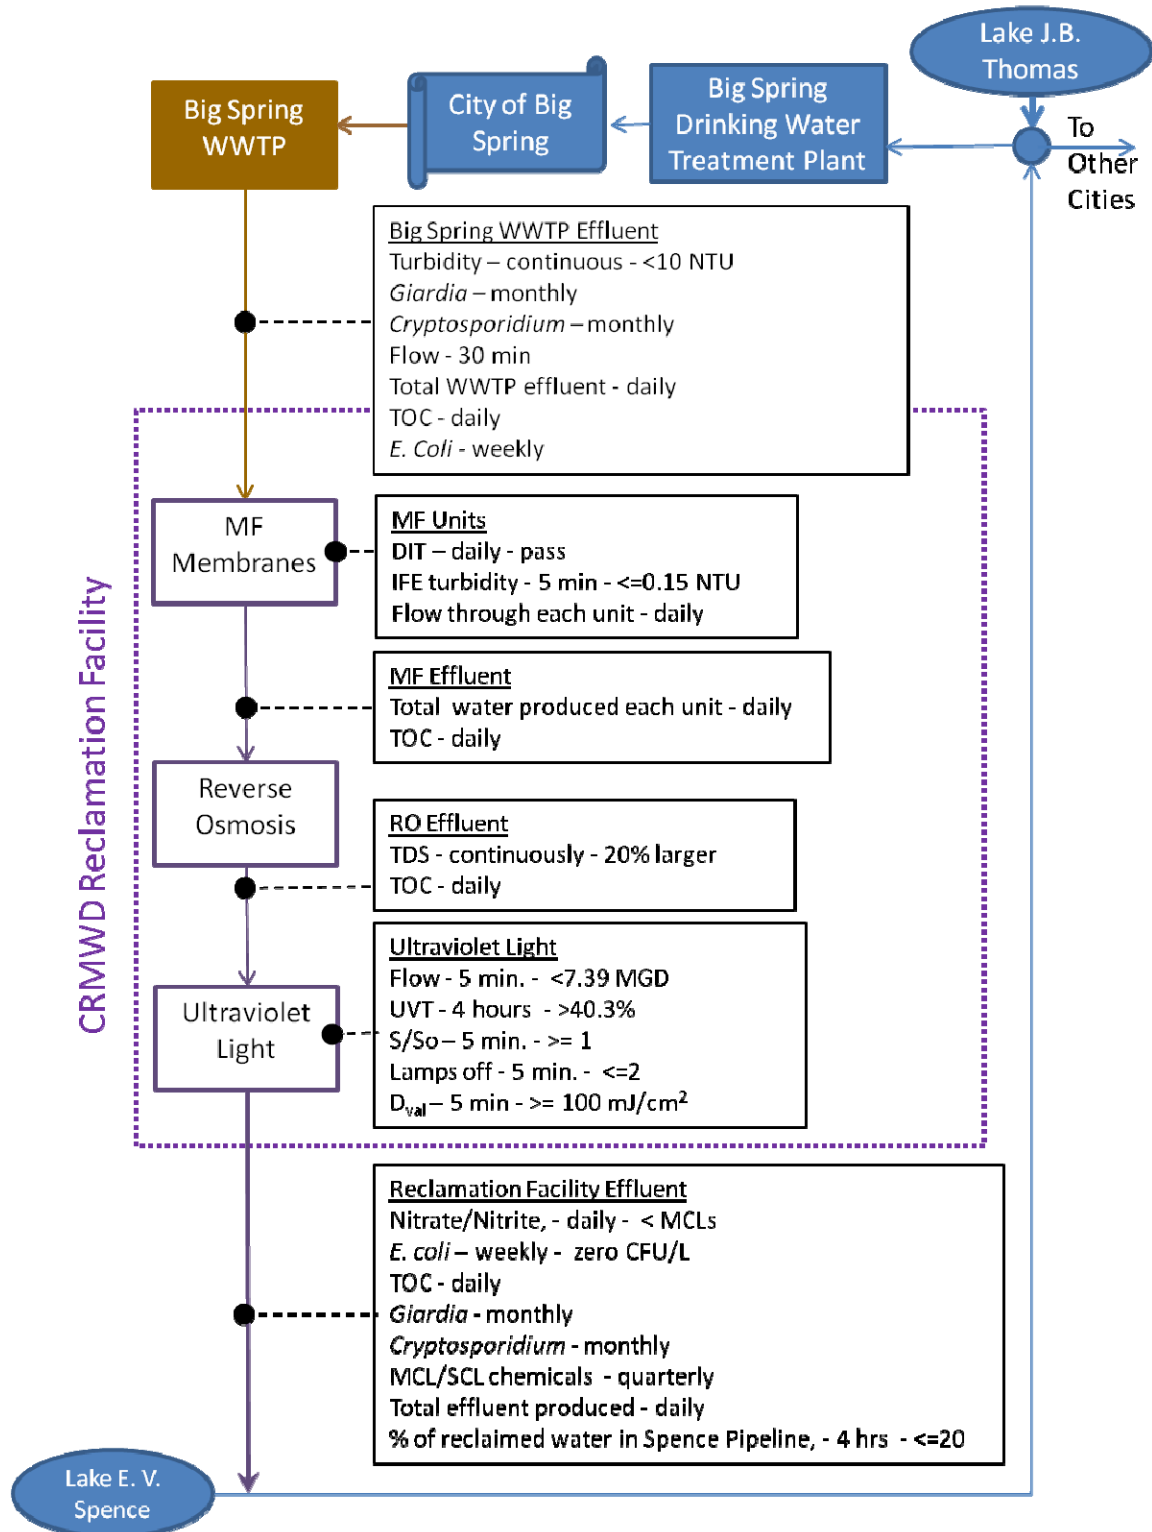 Lake J.B.
Thomas
Big Spring
WWTP
City of Big
Spring
Big Spring
Drinking Water
Treatment Plant
To
Other
Cities
Big Spring WWTP Effluent
Turbidity – continuous - <10 NTU
Giardia – monthly
Cryptosporidium – monthly
Flow - 30 min
Total WWTP effluent - daily
TOC - daily
E. Coli - weekly
CRMWD Reclamation Facility
MF
Membranes
MF Units
DIT – daily - pass
IFE turbidity - 5 min - <=0.15 NTU
Flow through each unit - daily
MF Effluent
Total water produced each unit - daily
TOC - daily
Reverse
Osmosis
RO Effluent
TDS - continuously - 20% larger
TOC - daily
Ultraviolet
Light
Ultraviolet Light
Flow - 5 min. - <7.39 MGD
UVT - 4 hours - >40.3%
S/So – 5 min. - >= 1
Lamps off - 5 min. - <=2
Dval – 5 min - >= 100 mJ/cm²
Reclamation Facility Effluent
Nitrate/Nitrite, - daily - < MCLs
E. coli – weekly - zero CFU/L
TOC - daily
Giardia - monthly
Cryptosporidium - monthly
MCL/SCL chemicals - quarterly
Total effluent produced - daily
% of reclaimed water in Spence Pipeline, - 4 hrs - <=20
Lake E. V.
Spence